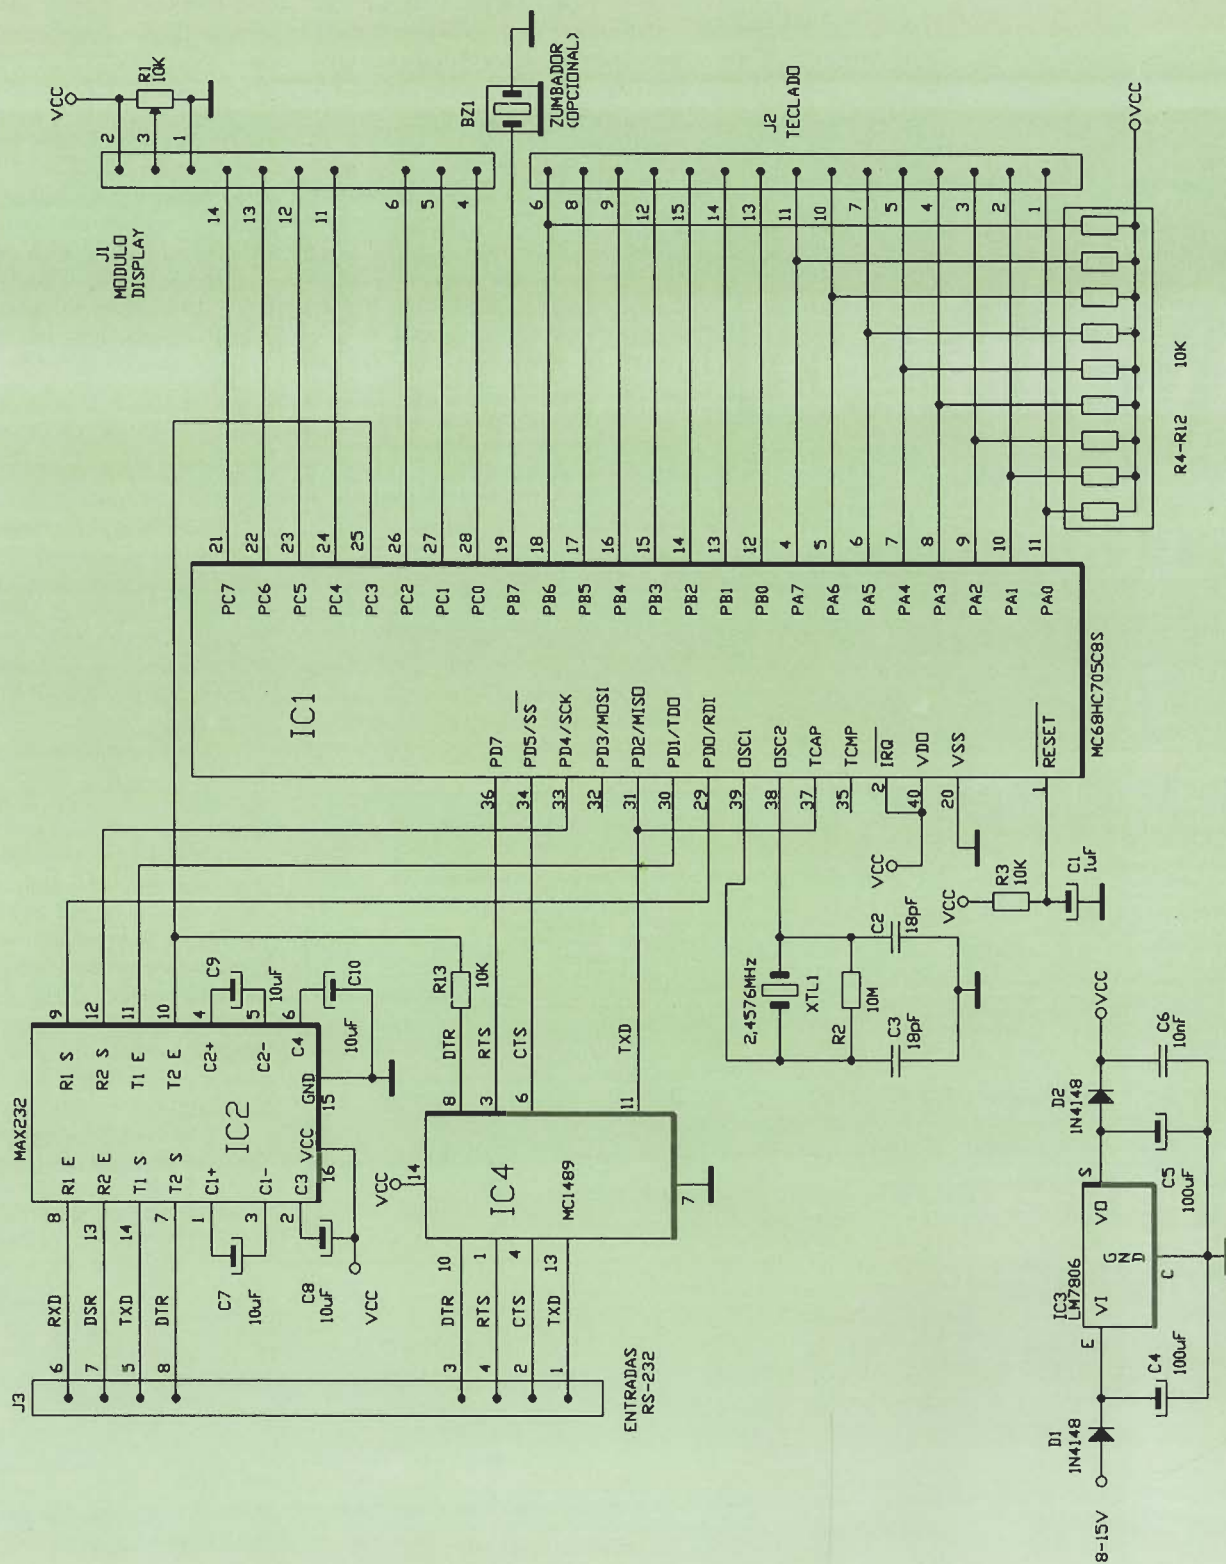 J3
6 RXD 8 R1 E
7 DSR 13 R2 E
5 TXD 14 T1 S
8 DTR 7 T2 S
1 C1+
3 C1-
2 C3
C7
10uF
C8
10uF
VCC
MAX232
IC2
R1 S 9
R2 S 12
T1 E 11
T2 E 10
C2+ 4
C2- 5
C4 6
VCC
16
GND
15
C9
10uF
C10
10uF
3 DTR 10
4 RTS 1
2 CTS 4
1 TXD 13
ENTRADAS
RS-232
VCC
14
IC4
MC1489
7
8 DTR
3 RTS
6 CTS
11 TXD
R13
10K
2,4576MHz
XTL1
R2
10M
C3
18pF
C2
18pF
VCC
VCC
R3
10K
C1
1uF
IC1
36 PD7
34 PD5/SS
33 PD4/SCK
32 PD3/MOSI
31 PD2/MISO
30 PD1/TDO
29 PD0/RDI
39 OSC1
38 OSC2
37 TCAP
35 TCMP
2 IRQ
40 VDD
20 VSS
1 RESET
MC68HC705C8S
PC7 21
PC6 22
PC5 23
PC4 24
PC3 25
PC2 26
PC1 27
PC0 28
PB7 19
PB6 18
PB5 17
PB4 16
PB3 15
PB2 14
PB1 13
PB0 12
PA7 4
PA6 5
PA5 6
PA4 7
PA3 8
PA2 9
PA1 10
PA0 11
J1
MODULO
DISPLAY
14
13
12
11
6
5
4
VCC
2
3
1
R1
10K
BZ1
ZUMBADOR
(OPCIONAL)
J2
TECLADO
6
8
9
12
15
14
13
11
10
7
5
4
3
2
1
VCC
R4-R12 10K
8-15V
D1
1N4148
C4
100uF
IC3
LM7806
E VI
VO S
GND
C
C5
100uF
D2
1N4148
VCC
C6
10nF